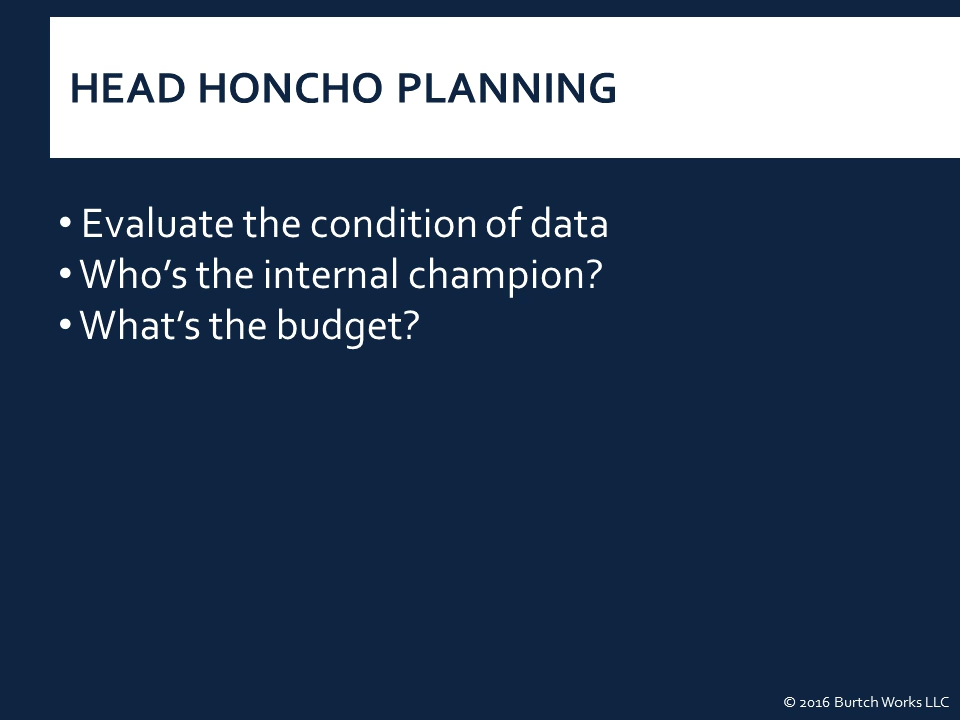 HEAD HONCHO PLANNING
• Evaluate the condition of data
• Who’s the internal champion?
• What’s the budget?
© 2016 Burtch Works LLC